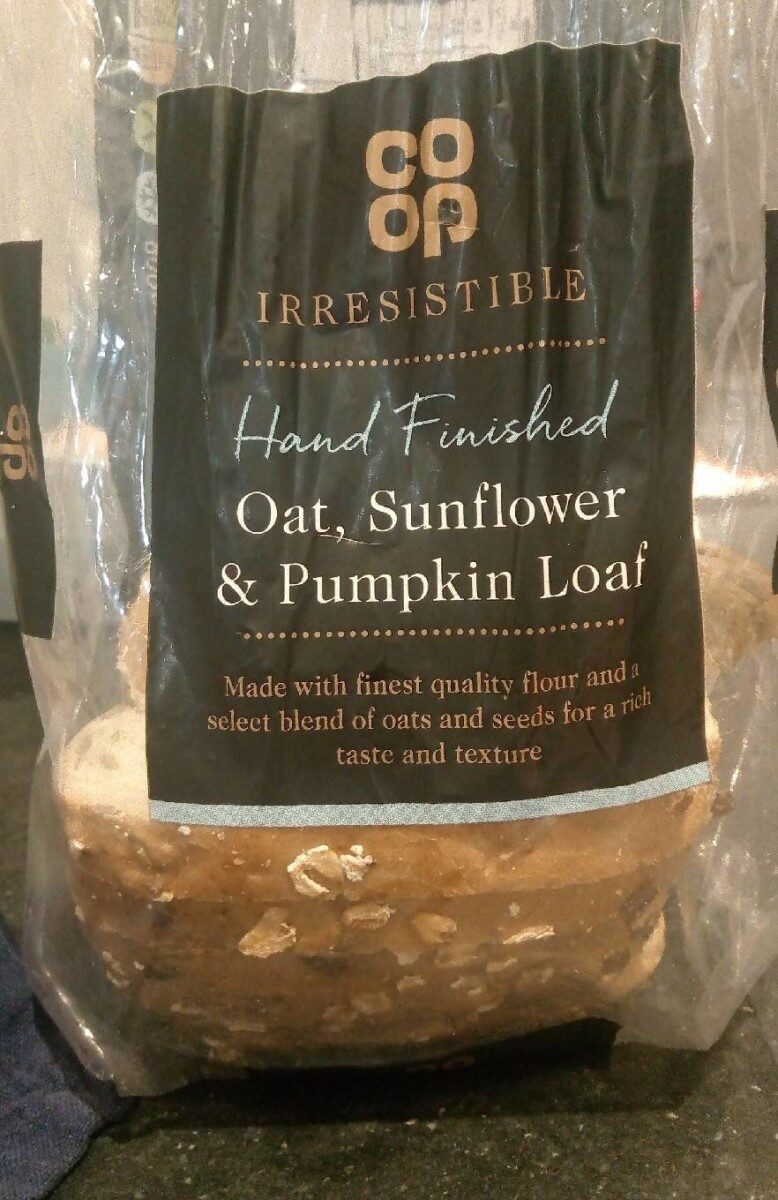 CO
OP
IRRESISTIBLE
Hand Finished
Oat, Sunflower
& Pumpkin Loaf
Made with finest quality flour and a
select blend of oats and seeds for a rich
taste and texture